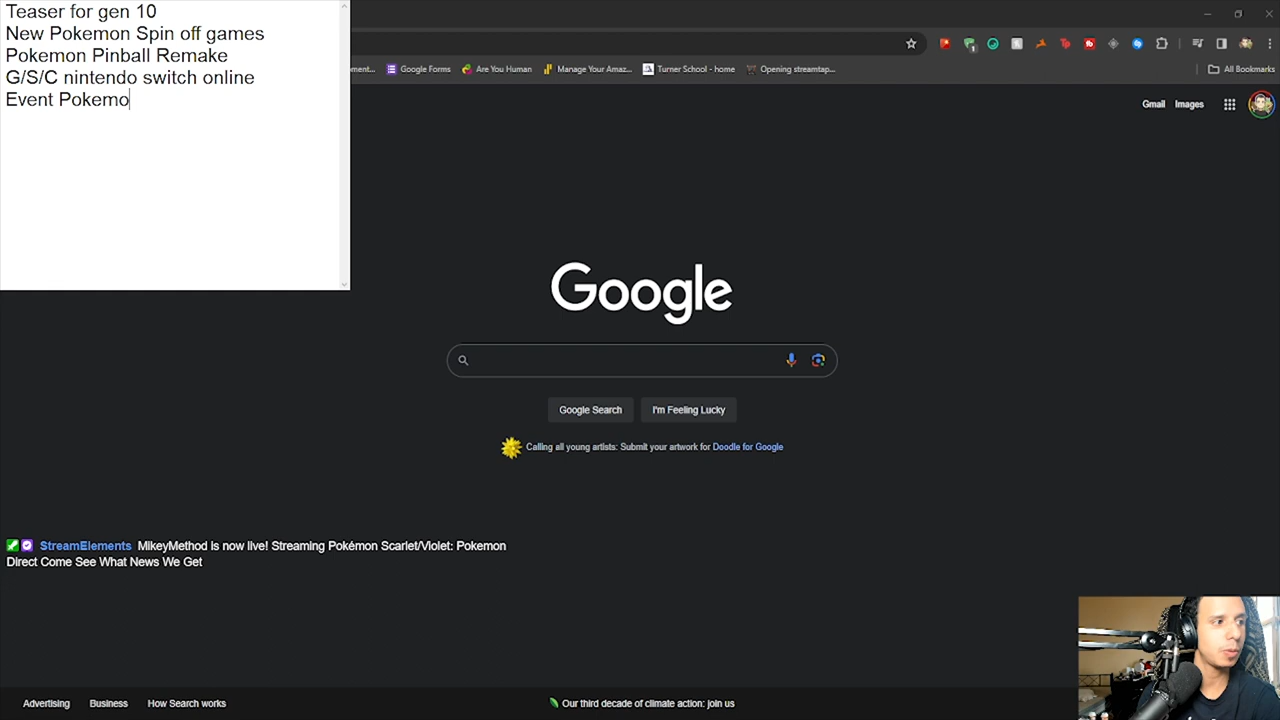 Teaser for gen 10
New Pokemon Spin off games
Pokemon Pinball Remake
G/S/C nintendo switch online
Event Pokemo
ment...
Google Forms
Are You Human
Manage Your Amaz...
Turner School - home
Opening streamtap...
All Bookmarks
Gmail
Images
Google
Google Search
I'm Feeling Lucky
Calling all young artists: Submit your artwork for Doodle for Google
StreamElements MikeyMethod is now live! Streaming Pokémon Scarlet/Violet: Pokemon
Direct Come See What News We Get
Advertising
Business
How Search works
Our third decade of climate action: join us